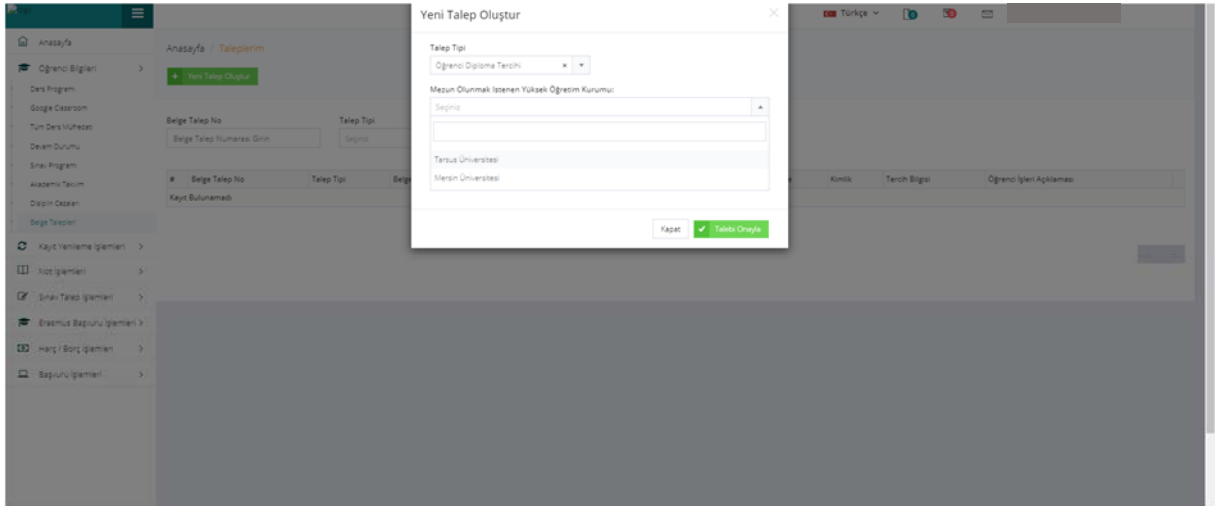 Yeni Talep Oluştur
Türkçe
Anasayfa
Öğrenci Bilgileri
Ders Programı
Google Classroom
Tüm Ders Müfredatı
Devam Durumu
Sınav Programı
Akademik Takvim
Disiplin Cezaları
Belge Talepleri
Kayıt Yenileme İşlemleri
Not İşlemleri
Sınav Talep İşlemleri
Erasmus Başvuru İşlemleri
Harç / Borç İşlemleri
Başvuru İşlemleri
Anasayfa / Taleplerim
+ Yeni Talep Oluştur
Belge Talep No
Talep Tipi
Belge Talep Numarası Girin
Seçiniz
# Belge Talep No Talep Tipi Belge
Kimlik Tercih Bilgisi Öğrenci İşleri Açıklaması
Kayıt Bulunamadı
Talep Tipi
Öğrenci Diploma Tercihi
Mezun Olunmak İstenen Yüksek Öğretim Kurumu:
Seçiniz
Tarsus Üniversitesi
Mersin Üniversitesi
Kapat
Talebi Onayla